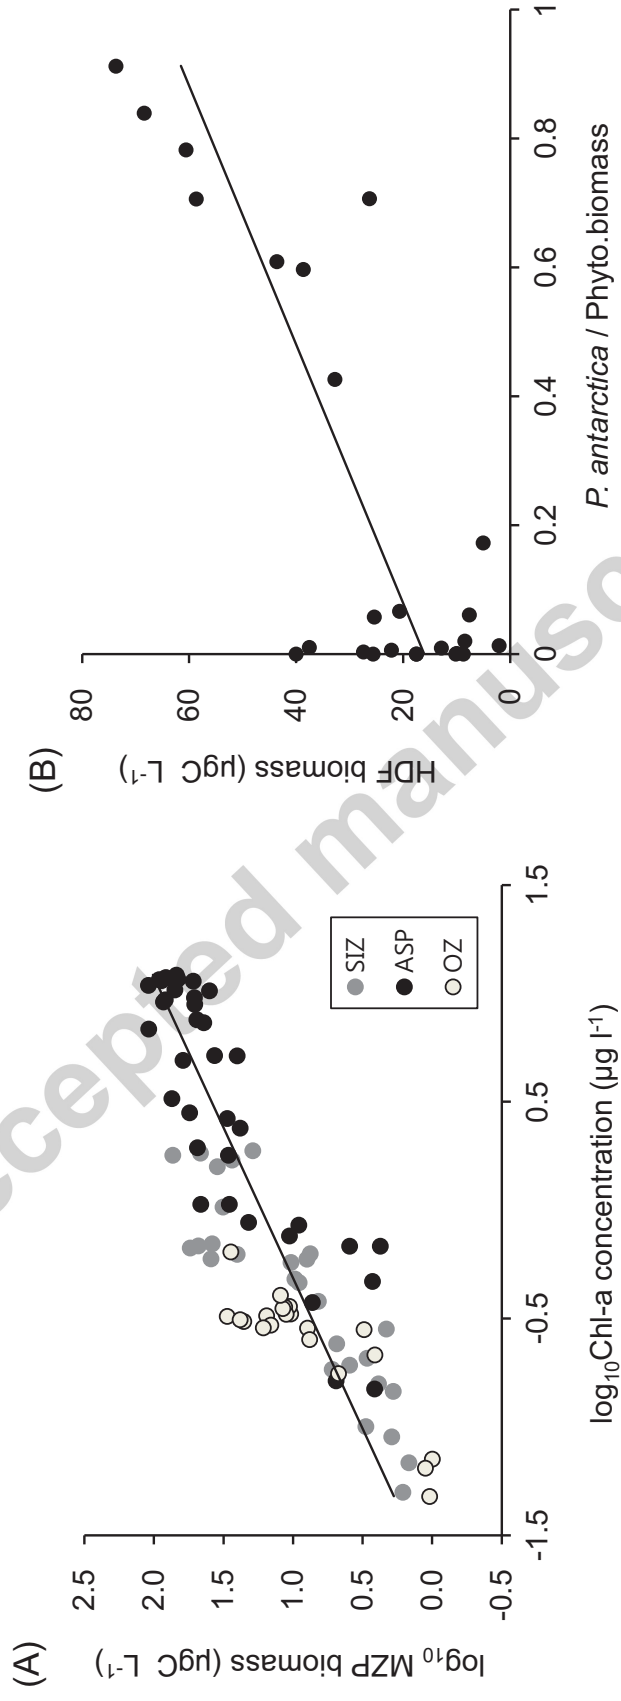 (A)
log10 MZP biomass (µgC L-1)
2.5
2.0
1.5
1.0
0.5
0.0
-0.5
-1.5
-0.5
0.5
1.5
log10Chl-a concentration (µg l-1)
SIZ
ASP
OZ
(B)
HDF biomass (µgC L-1)
80
60
40
20
0
0
0.2
0.4
0.6
0.8
1
P. antarctica / Phyto.biomass
cepted manusc